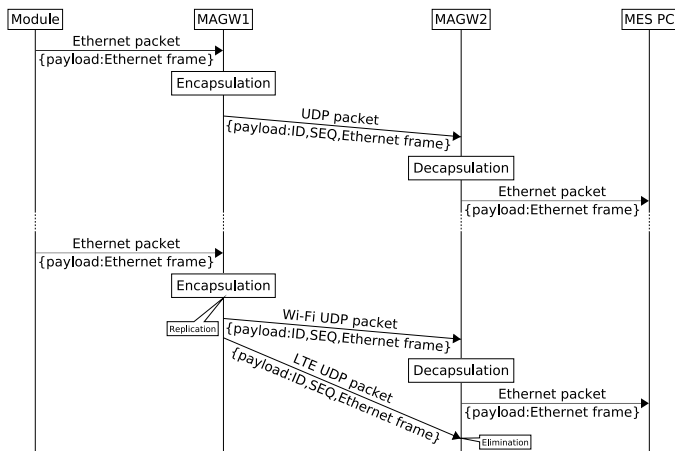 Module
MAGW1
MAGW2
MES PC
Ethernet packet
{payload:Ethernet frame}
Encapsulation
UDP packet
{payload:ID,SEQ,Ethernet frame}
Decapsulation
Ethernet packet
{payload:Ethernet frame}
Ethernet packet
{payload:Ethernet frame}
Encapsulation
Replication
Wi-Fi UDP packet
{payload:ID,SEQ,Ethernet frame}
LTE UDP packet
{payload:ID,SEQ,Ethernet frame}
Decapsulation
Ethernet packet
{payload:Ethernet frame}
Elimination